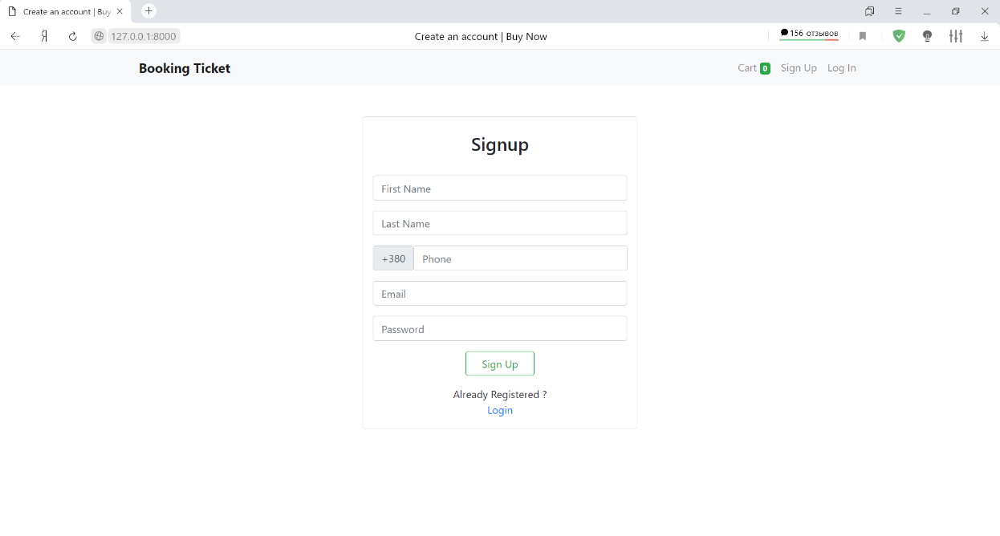 Create an account | Buy
Я
127.0.0.1:8000
Create an account | Buy Now
156 отзывов
Booking Ticket
Cart 0
Sign Up
Log In
Signup
First Name
Last Name
+380 Phone
Email
Password
Sign Up
Already Registered ?
Login